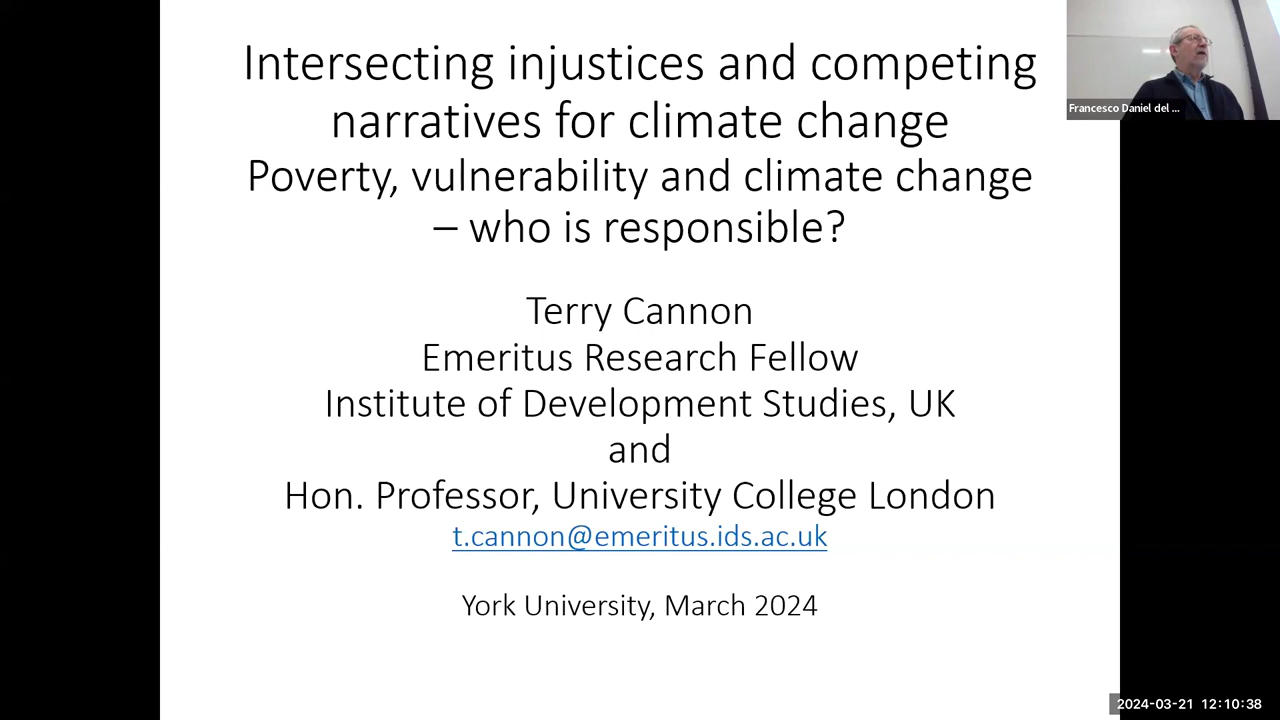 Intersecting injustices and competing
narratives for climate change
Poverty, vulnerability and climate change
– who is responsible?
Terry Cannon
Emeritus Research Fellow
Institute of Development Studies, UK
and
Hon. Professor, University College London
t.cannon@emeritus.ids.ac.uk
York University, March 2024
Francesco Daniel del ...
2024-03-21 12:10:38